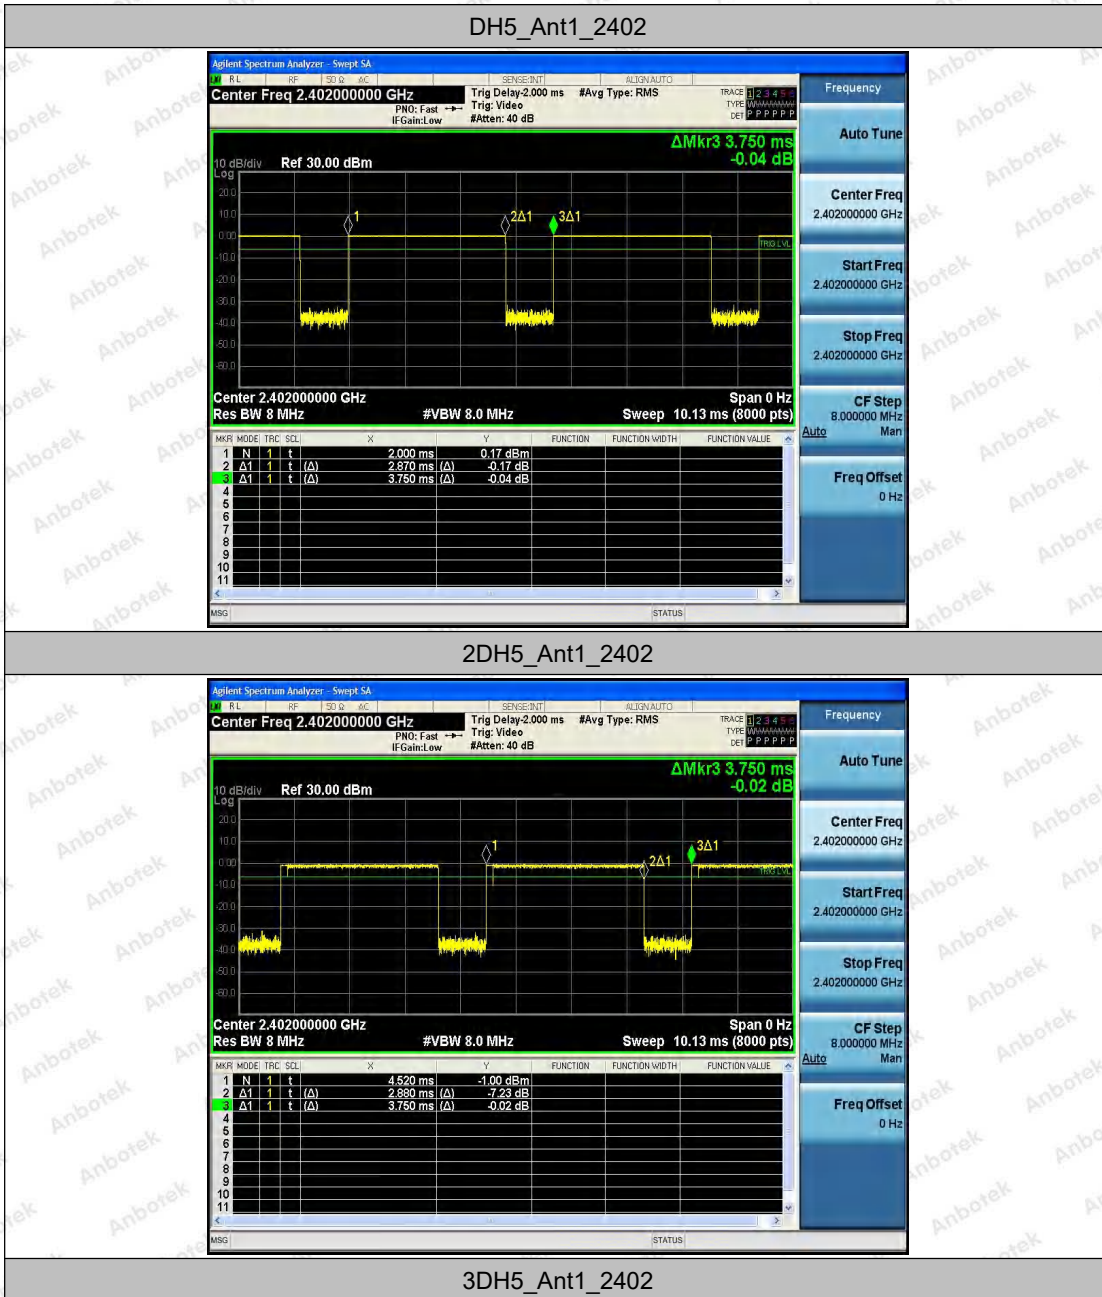 DH5_Ant1_2402
Agilent Spectrum Analyzer - Swept SA
RL RF 50 Ω AC SENSE:INT ALIGN AUTO
Center Freq 2.402000000 GHz
PNO: Fast
IFGain:Low
Trig Delay-2.000 ms
Trig: Video
#Atten: 40 dB
#Avg Type: RMS
TRACE 1 2 3 4 5 6
TYPE
DET P P P P P P
ΔMkr3 3.750 ms
-0.04 dB
10 dB/div
Log
Ref 30.00 dBm
20.0
10.0
0.00
-10.0
-20.0
-30.0
-40.0
-50.0
-60.0
1
2Δ1
3Δ1
TRIG LVL
Center 2.402000000 GHz
Span 0 Hz
Res BW 8 MHz
#VBW 8.0 MHz
Sweep 10.13 ms (8000 pts)
MKR MODE TRC SCL X Y FUNCTION FUNCTION WIDTH FUNCTION VALUE
1 N 1 t 2.000 ms 0.17 dBm
2 Δ1 1 t (Δ) 2.870 ms (Δ) -0.17 dB
3 Δ1 1 t (Δ) 3.750 ms (Δ) -0.04 dB
4
5
6
7
8
9
10
11
MSG
STATUS
Frequency
Auto Tune
Center Freq
2.402000000 GHz
Start Freq
2.402000000 GHz
Stop Freq
2.402000000 GHz
CF Step
8.000000 MHz
Auto Man
Freq Offset
0 Hz
2DH5_Ant1_2402
Agilent Spectrum Analyzer - Swept SA
RL RF 50 Ω AC SENSE:INT ALIGN AUTO
Center Freq 2.402000000 GHz
PNO: Fast
IFGain:Low
Trig Delay-2.000 ms
Trig: Video
#Atten: 40 dB
#Avg Type: RMS
TRACE 1 2 3 4 5 6
TYPE
DET P P P P P P
ΔMkr3 3.750 ms
-0.02 dB
10 dB/div
Log
Ref 30.00 dBm
20.0
10.0
0.00
-10.0
-20.0
-30.0
-40.0
-50.0
-60.0
1
2Δ1
3Δ1
TRIG LVL
Center 2.402000000 GHz
Span 0 Hz
Res BW 8 MHz
#VBW 8.0 MHz
Sweep 10.13 ms (8000 pts)
MKR MODE TRC SCL X Y FUNCTION FUNCTION WIDTH FUNCTION VALUE
1 N 1 t 4.520 ms -1.00 dBm
2 Δ1 1 t (Δ) 2.880 ms (Δ) -7.23 dB
3 Δ1 1 t (Δ) 3.750 ms (Δ) -0.02 dB
4
5
6
7
8
9
10
11
MSG
STATUS
Frequency
Auto Tune
Center Freq
2.402000000 GHz
Start Freq
2.402000000 GHz
Stop Freq
2.402000000 GHz
CF Step
8.000000 MHz
Auto Man
Freq Offset
0 Hz
3DH5_Ant1_2402